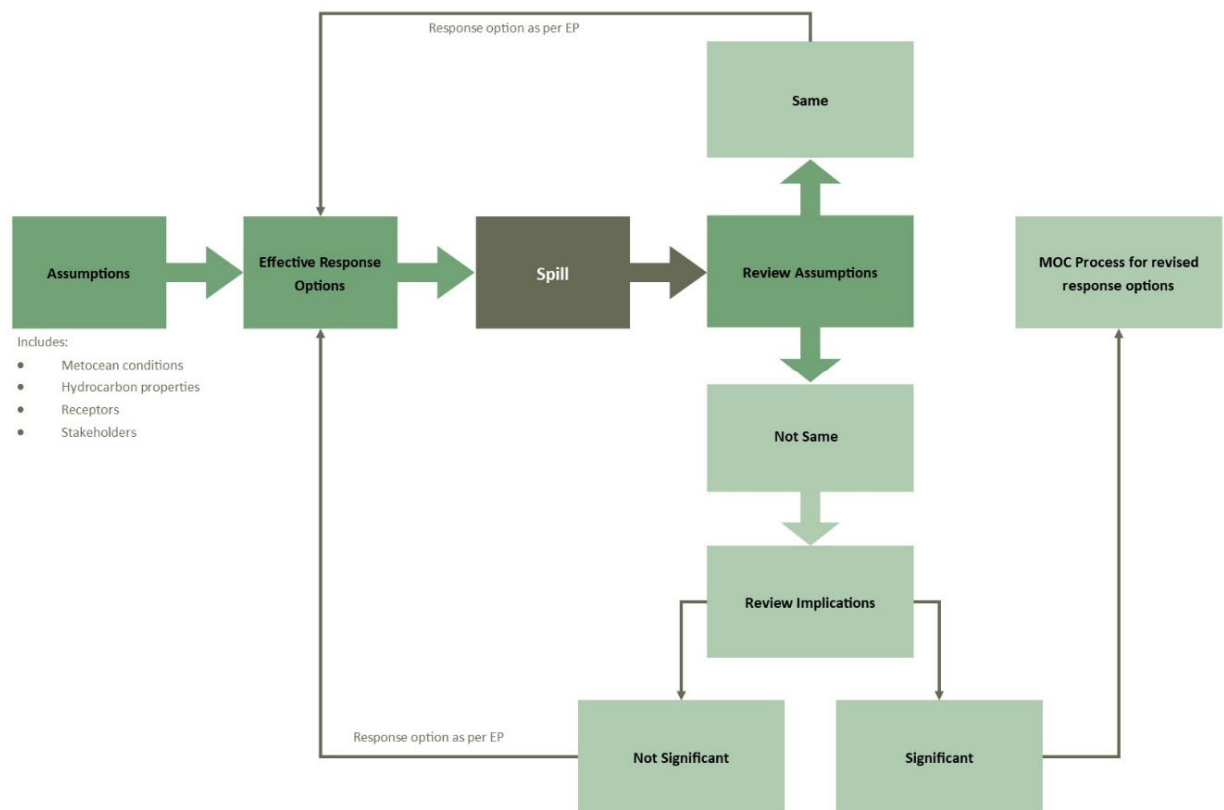 Response option as per EP
Same
Assumptions
Effective Response
Options
Spill
Review Assumptions
MOC Process for revised
response options
Includes:
● Metocean conditions
● Hydrocarbon properties
● Receptors
● Stakeholders
Not Same
Review Implications
Response option as per EP
Not Significant
Significant